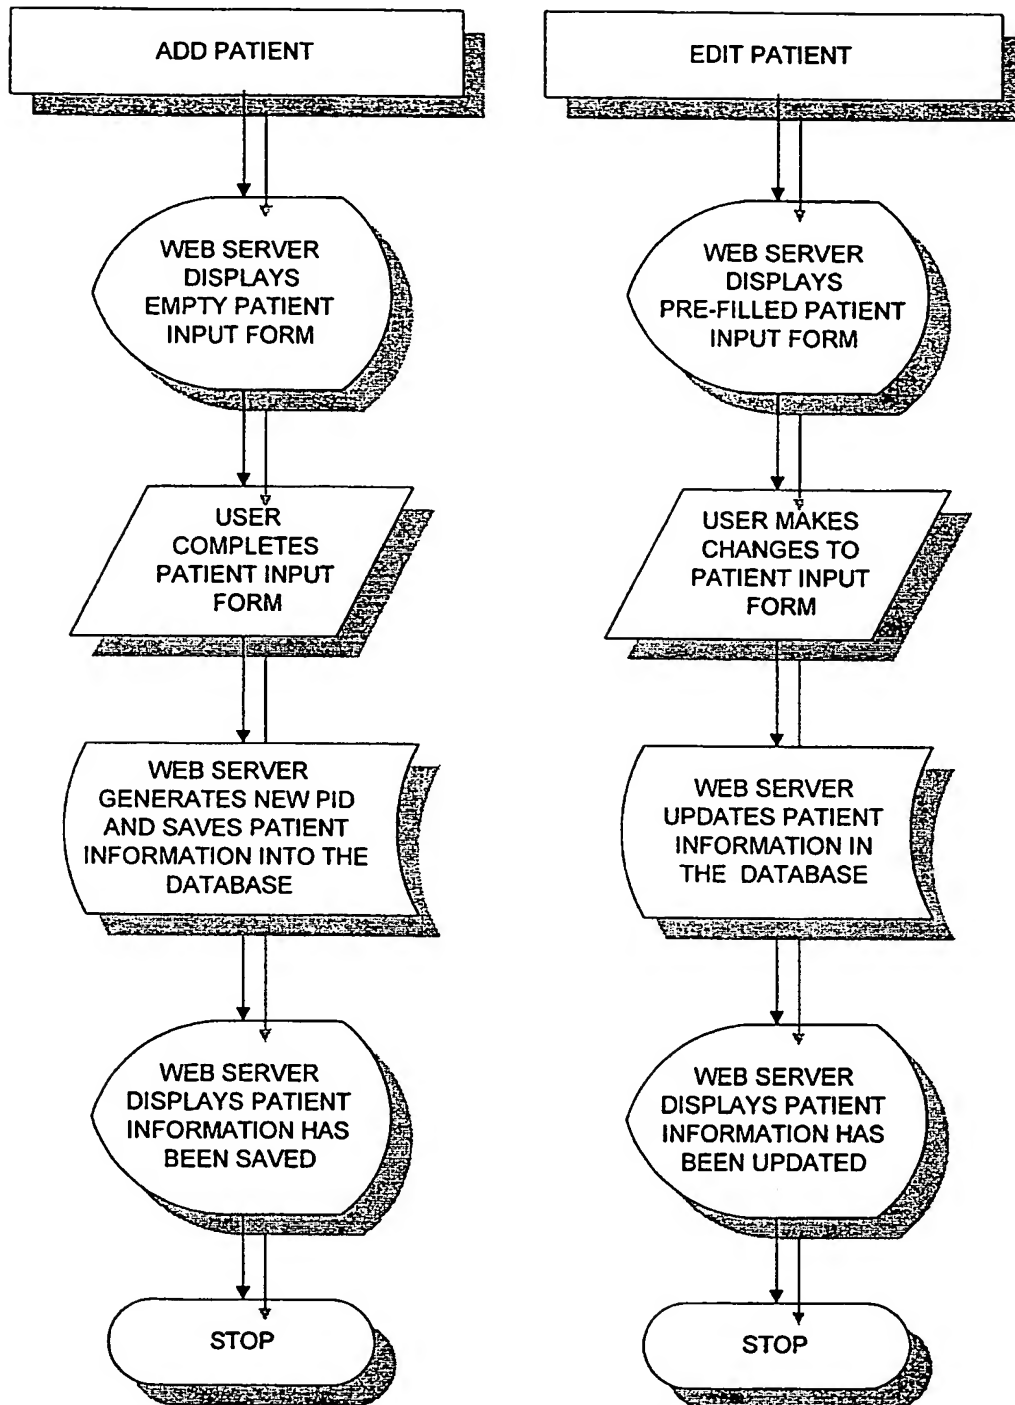 ADD PATIENT
WEB SERVER
DISPLAYS
EMPTY PATIENT
INPUT FORM
USER
COMPLETES
PATIENT INPUT
FORM
WEB SERVER
GENERATES NEW PID
AND SAVES PATIENT
INFORMATION INTO THE
DATABASE
WEB SERVER
DISPLAYS PATIENT
INFORMATION HAS
BEEN SAVED
STOP
EDIT PATIENT
WEB SERVER
DISPLAYS
PRE-FILLED PATIENT
INPUT FORM
USER MAKES
CHANGES TO
PATIENT INPUT
FORM
WEB SERVER
UPDATES PATIENT
INFORMATION IN
THE DATABASE
WEB SERVER
DISPLAYS PATIENT
INFORMATION HAS
BEEN UPDATED
STOP